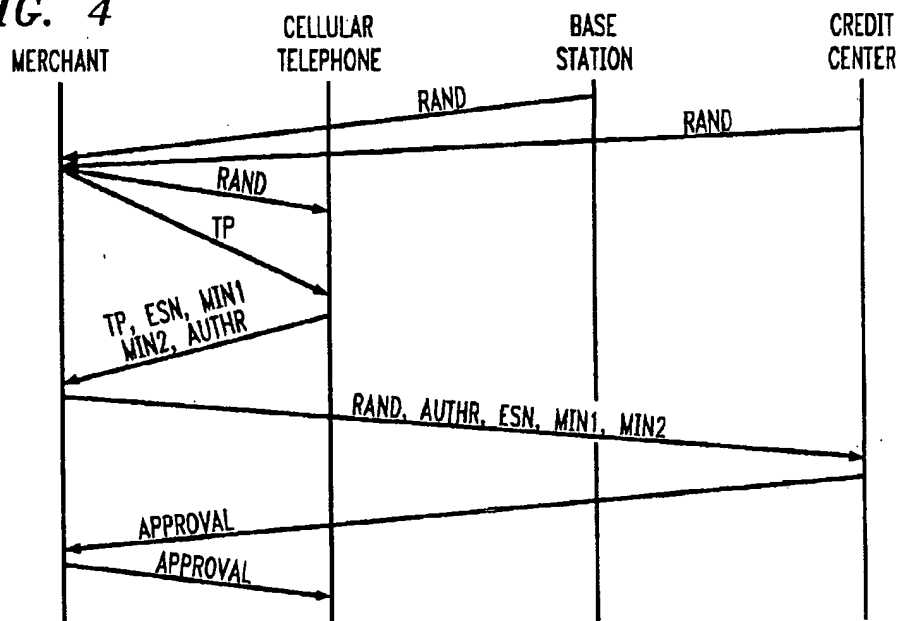 IG. 4
MERCHANT
CELLULAR
TELEPHONE
BASE
STATION
CREDIT
CENTER
RAND
RAND
RAND
TP
TP, ESN, MIN1
MIN2, AUTHR
RAND, AUTHR, ESN, MIN1, MIN2
APPROVAL
APPROVAL